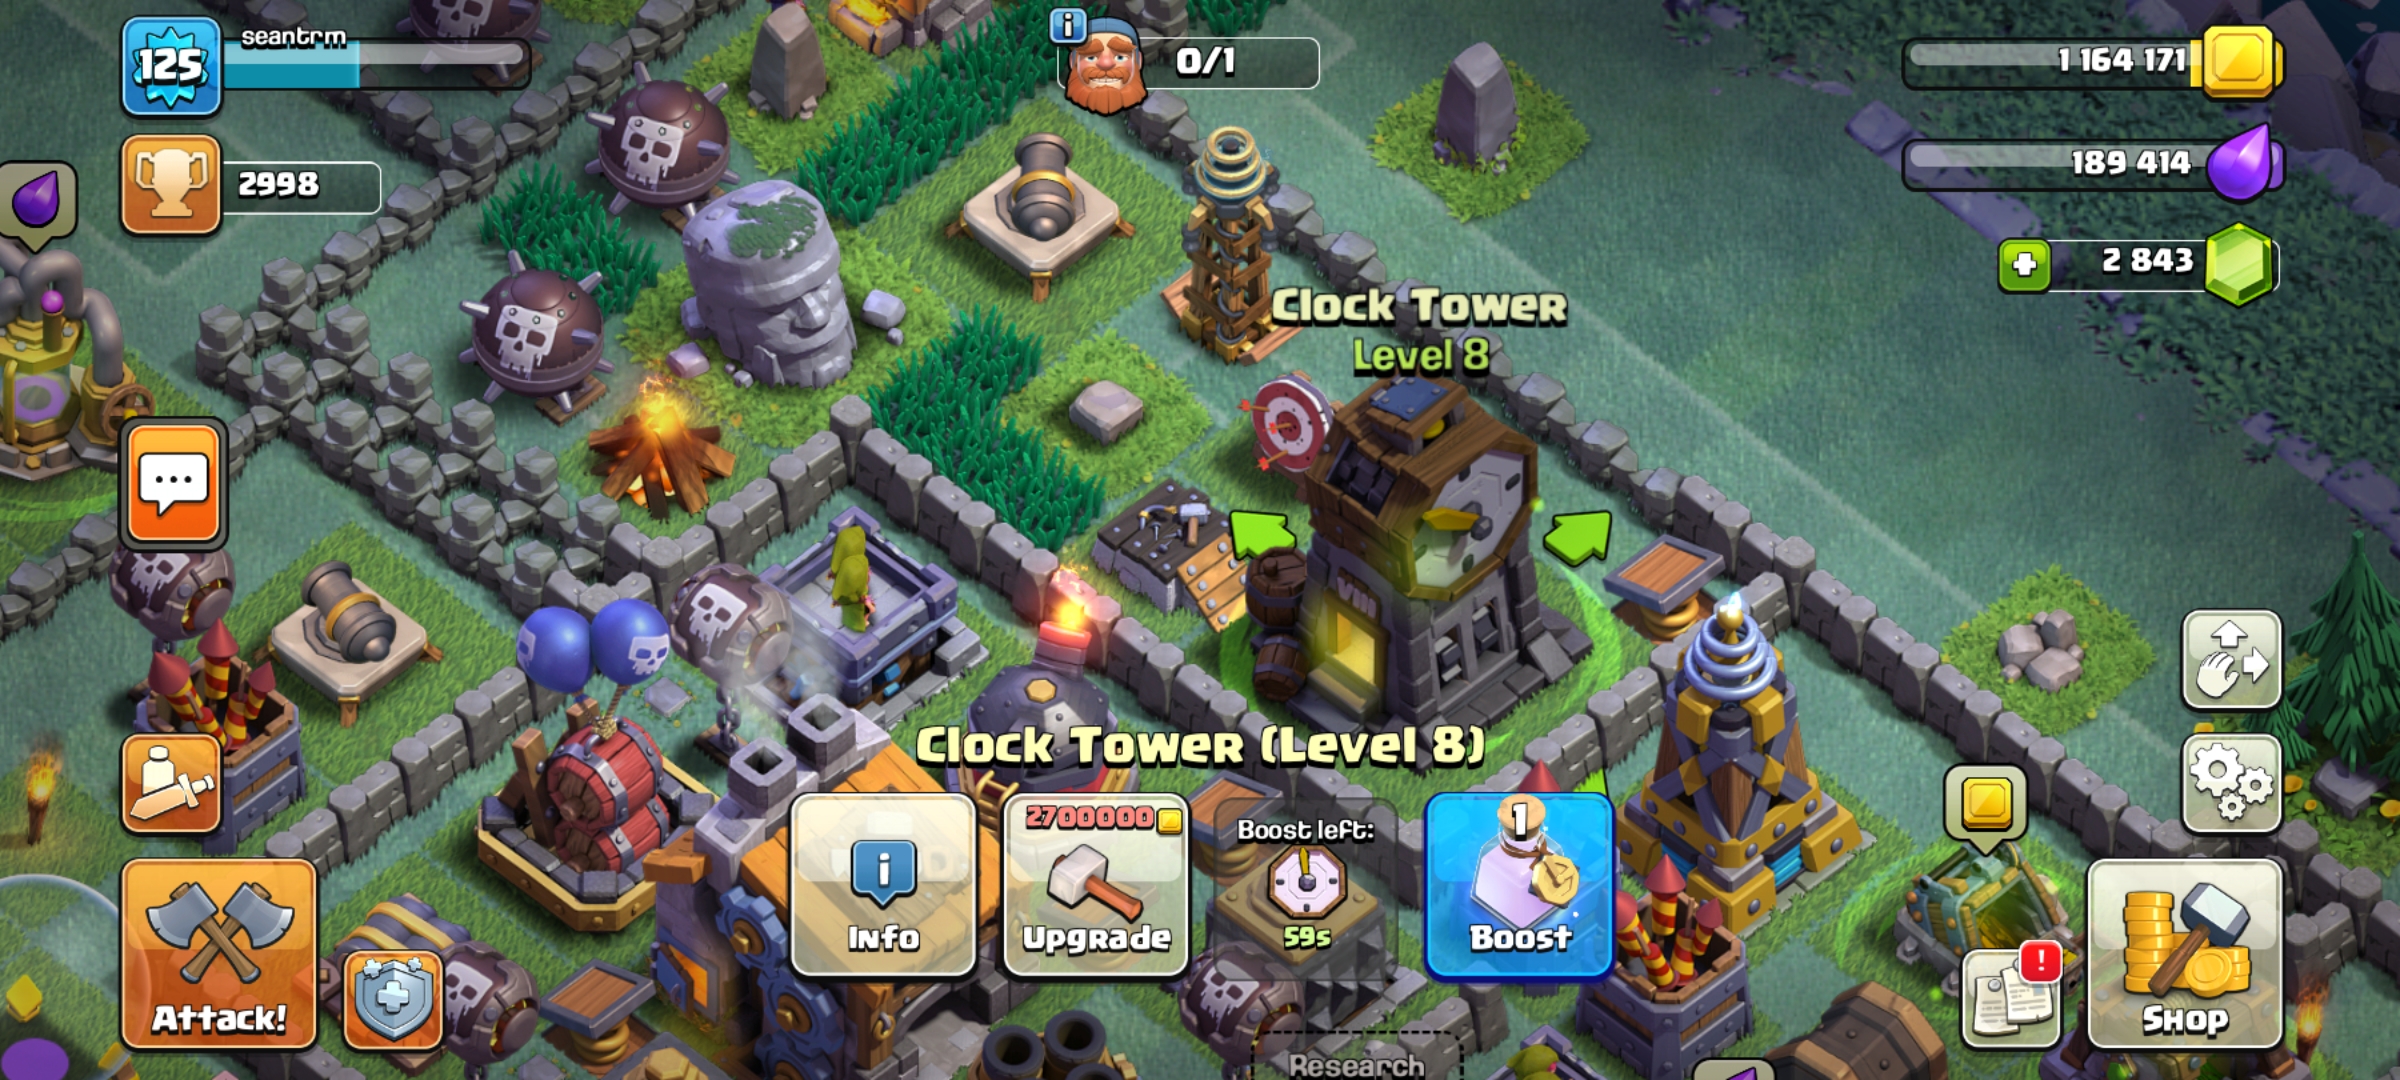 125
seantrm
0/1
1 164 171
2998
189 414
2 843
Clock Tower
Level 8
VIII
Clock Tower (Level 8)
Info
2700000
Upgrade
Boost left:
59s
1
Boost
!
Attack!
Shop
Research